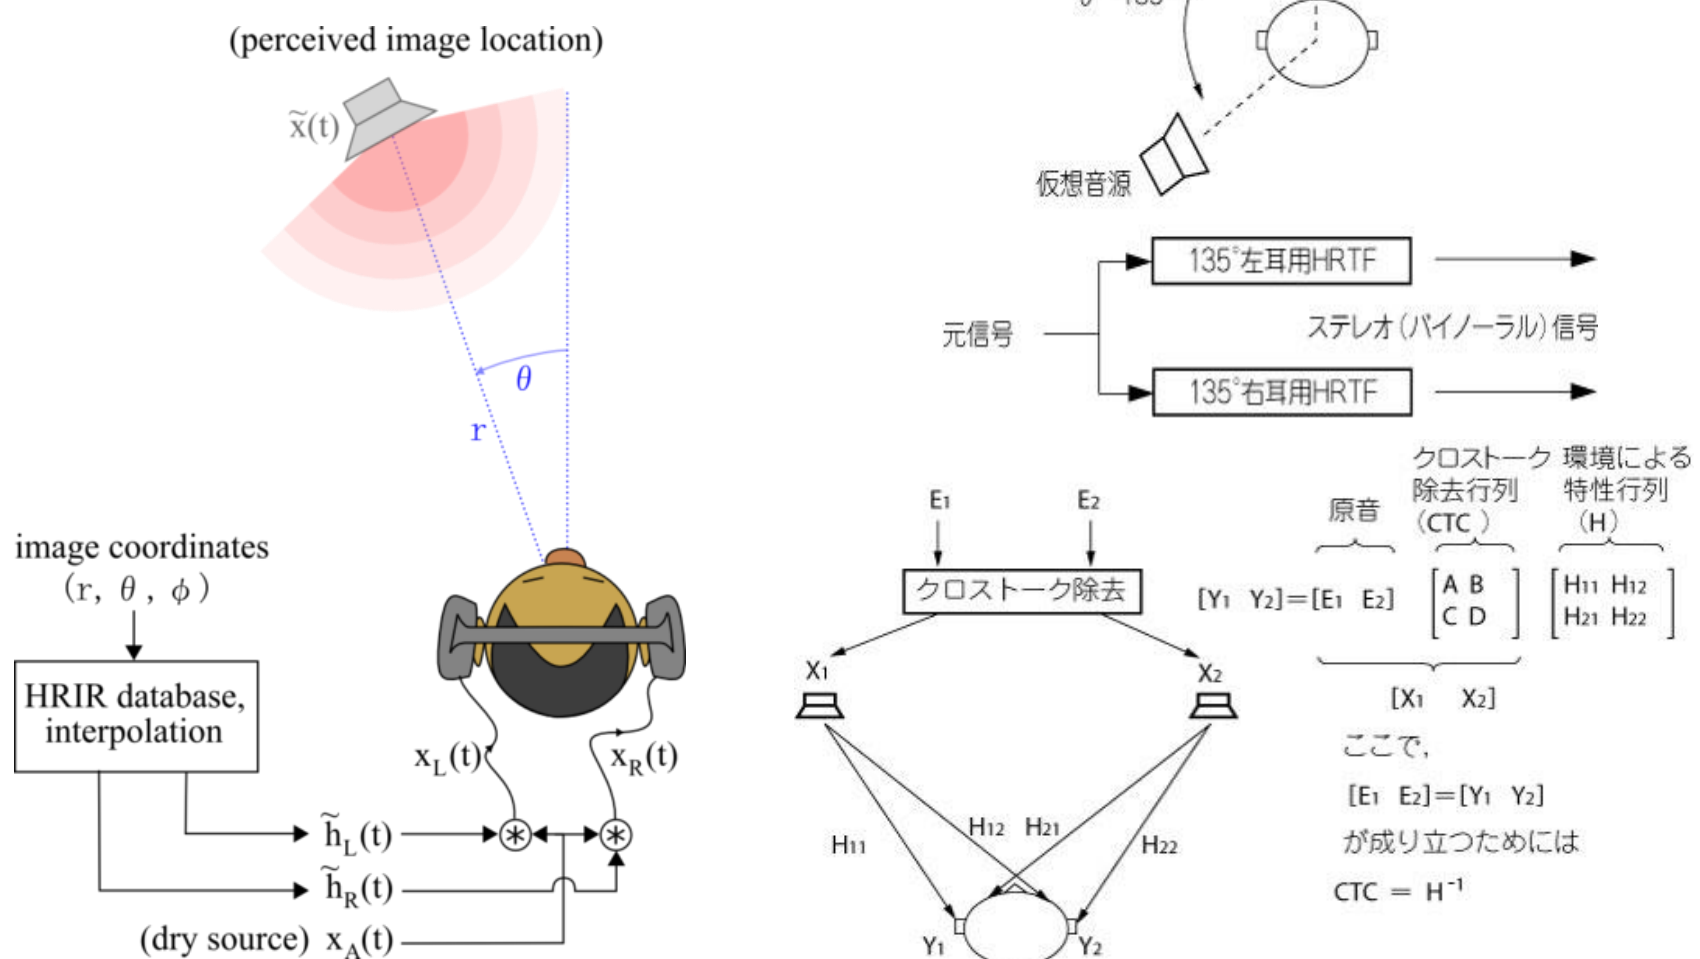 (perceived image location)
x̃(t)
θ
r
image coordinates
(r, θ, ϕ)
HRIR database,
interpolation
x_L(t)
x_R(t)
h̃_L(t)
h̃_R(t)
(dry source) x_A(t)
仮想音源
135°左耳用HRTF
元信号
ステレオ(バイノーラル)信号
135°右耳用HRTF
E1 E2
クロストーク除去
X1 X2
H11 H12 H21 H22
Y1 Y2
原音
クロストーク
除去行列
(CTC)
環境による
特性行列
(H)
[Y1 Y2]=[E1 E2] [A B C D] [H11 H12 H21 H22]
[X1 X2]
ここで,
[E1 E2]=[Y1 Y2]
が成り立つためには
CTC = H⁻¹